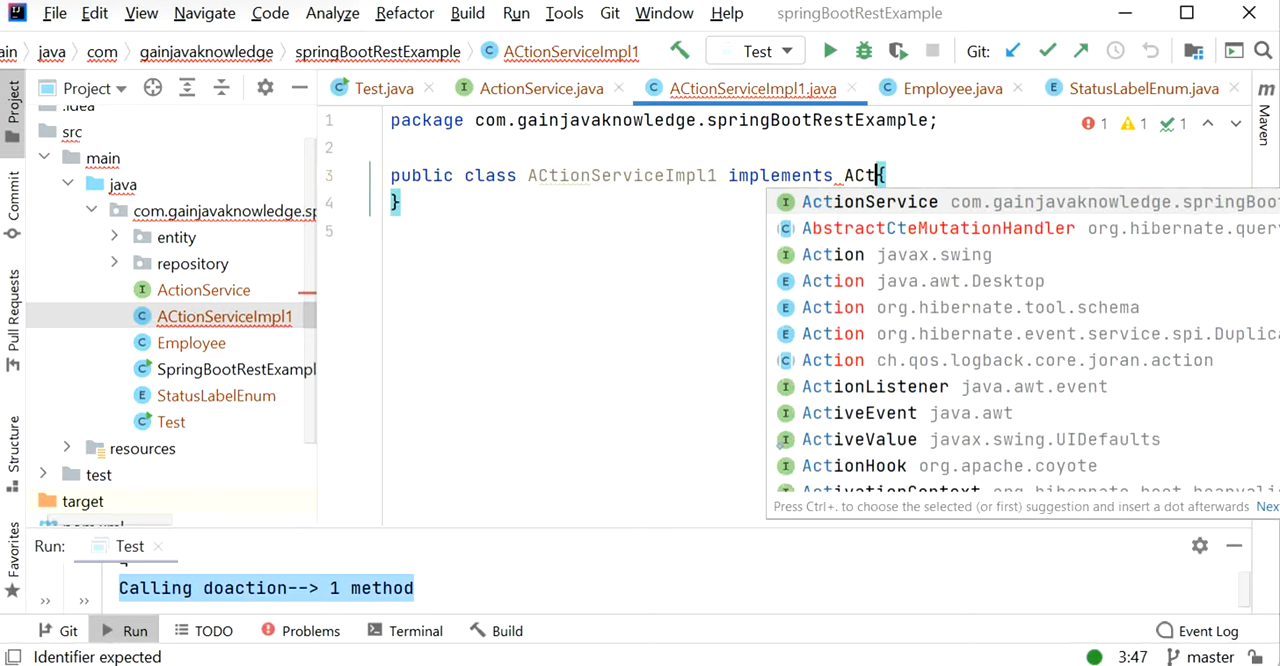 File Edit View Navigate Code Analyze Refactor Build Run Tools Git Window Help springBootRestExample
ain java com gainjavaknowledge springBootRestExample ACtionServiceImpl1 Test Git:
Project Test.java ActionService.java ACtionServiceImpl1.java Employee.java StatusLabelEnum.java
Project
Commit
Pull Requests
Structure
Favorites
.idea
src
main
java
com.gainjavaknowledge.sp
entity
repository
ActionService
ACtionServiceImpl1
Employee
SpringBootRestExampl
StatusLabelEnum
Test
resources
test
target
1 package com.gainjavaknowledge.springBootRestExample;
2
3 public class ACtionServiceImpl1 implements ACt{
4 }
5
1 1 1
Maven
ActionService com.gainjavaknowledge.springBoo
AbstractCteMutationHandler org.hibernate.quer
Action javax.swing
Action java.awt.Desktop
Action org.hibernate.tool.schema
Action org.hibernate.event.service.spi.Duplica
Action ch.qos.logback.core.joran.action
ActionListener java.awt.event
ActiveEvent java.awt
ActiveValue javax.swing.UIDefaults
ActionHook org.apache.coyote
Press Ctrl+. to choose the selected (or first) suggestion and insert a dot afterwards Nex
Run: Test
Calling doaction--> 1 method
Git Run TODO Problems Terminal Build Event Log
Identifier expected 3:47 master